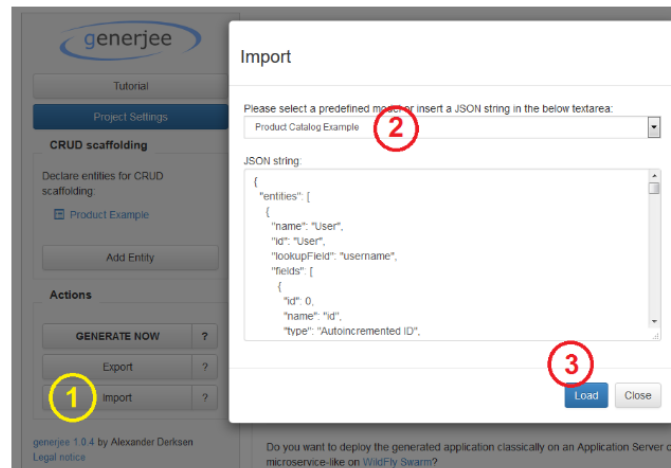 generjee
Tutorial
Project Settings
CRUD scaffolding
Declare entities for CRUD
scaffolding:
Product Example
Add Entity
Actions
GENERATE NOW ?
Export ?
1
Import ?
generjee 1.0.4 by Alexander Derksen
Legal notice
Import
Please select a predefined model or insert a JSON string in the below textarea:
Product Catalog Example
2
JSON string:
{
"entities": [
{
"name": "User",
"id": "User",
"lookupField": "username",
"fields": [
{
"id": 0,
"name": "id",
"type": "Autoincremented ID",
3
Load Close
Do you want to deploy the generated application classically on an Application Server
microservice-like on WildFly Swarm?